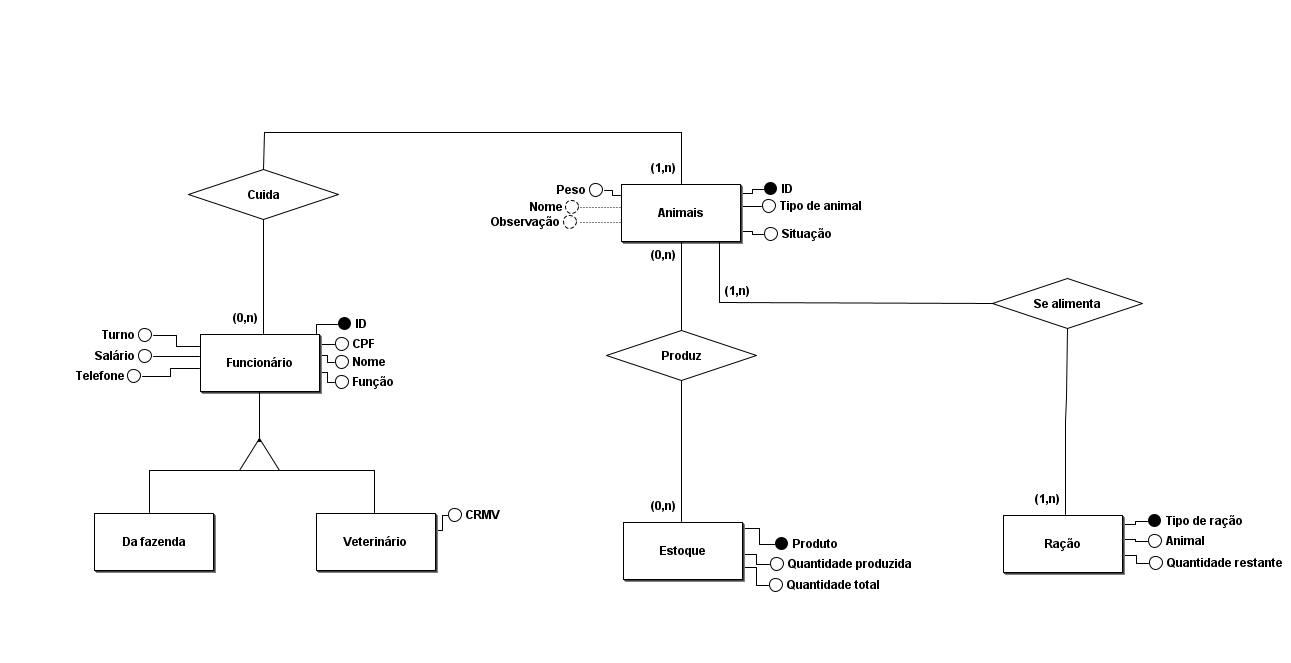 (1,n)
Cuida
Peso
Nome
Observação
Animais
ID
Tipo de animal
Situação
(0,n)
(1,n)
Se alimenta
(0,n)
Turno
Salário
Telefone
Funcionário
ID
CPF
Nome
Função
Produz
(0,n)
(1,n)
Da fazenda
Veterinário
CRMV
Estoque
Produto
Quantidade produzida
Quantidade total
Ração
Tipo de ração
Animal
Quantidade restante